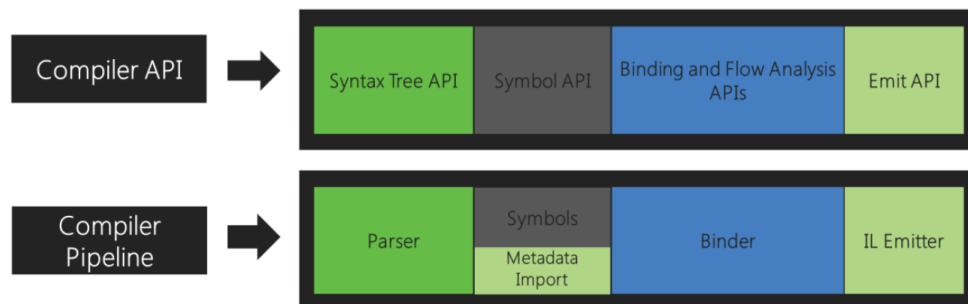 Compiler API
Syntax Tree API
Symbol API
Binding and Flow Analysis
APIs
Emit API
Compiler
Pipeline
Parser
Symbols
Metadata
Import
Binder
IL Emitter